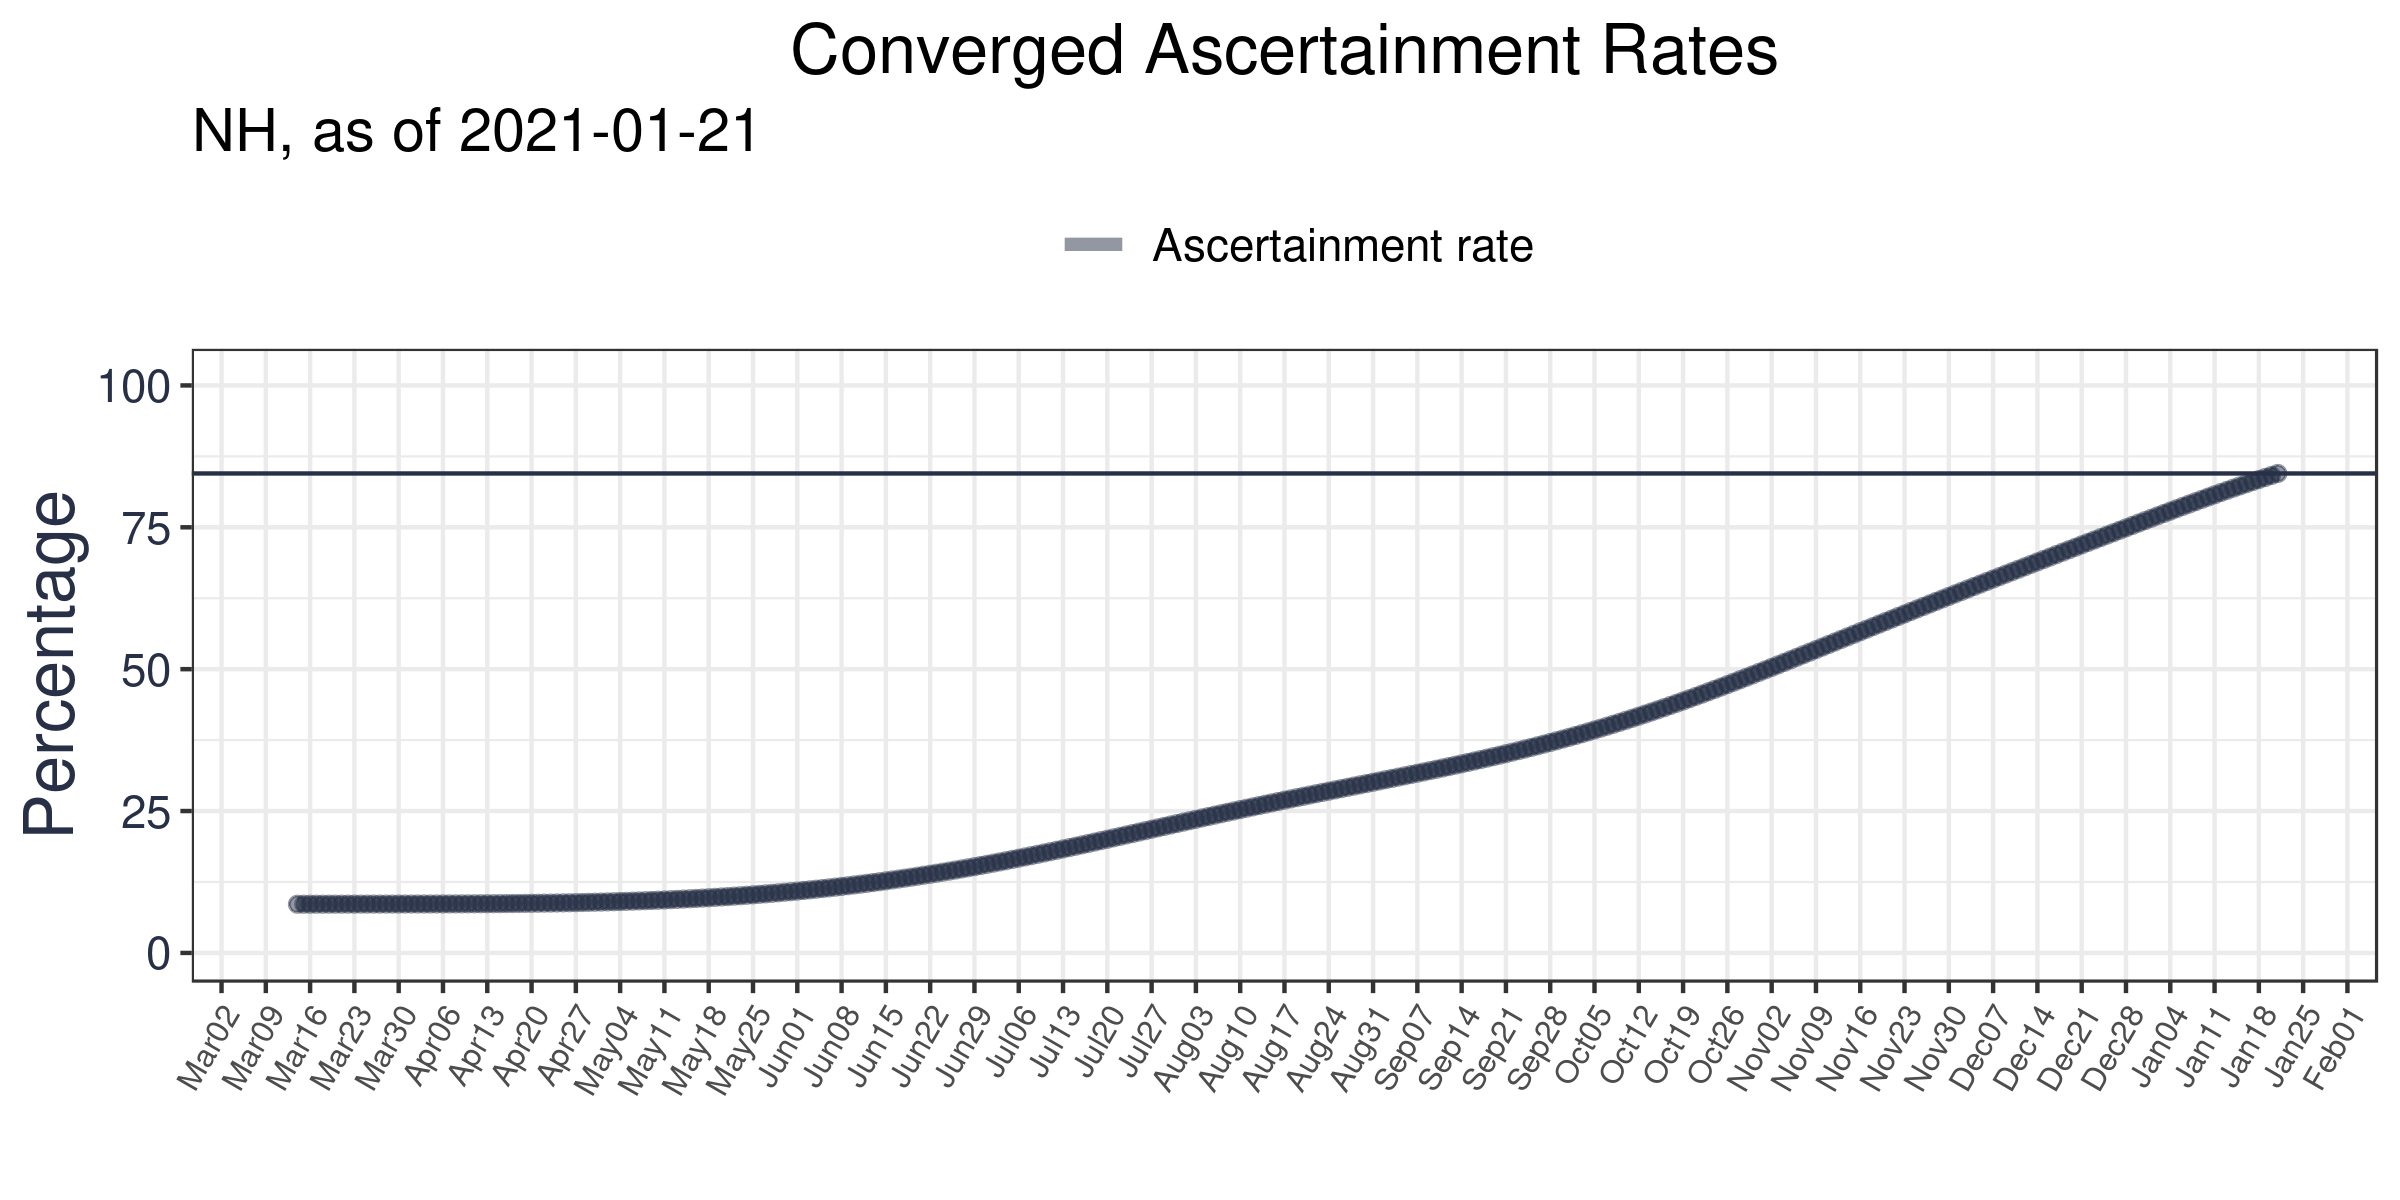 Converged Ascertainment Rates
NH, as of 2021-01-21
Ascertainment rate
Percentage
100
75
50
25
0
Mar02
Mar09
Mar16
Mar23
Mar30
Apr06
Apr13
Apr20
Apr27
May04
May11
May18
May25
Jun01
Jun08
Jun15
Jun22
Jun29
Jul06
Jul13
Jul20
Jul27
Aug03
Aug10
Aug17
Aug24
Aug31
Sep07
Sep14
Sep21
Sep28
Oct05
Oct12
Oct19
Oct26
Nov02
Nov09
Nov16
Nov23
Nov30
Dec07
Dec14
Dec21
Dec28
Jan04
Jan11
Jan18
Jan25
Feb01